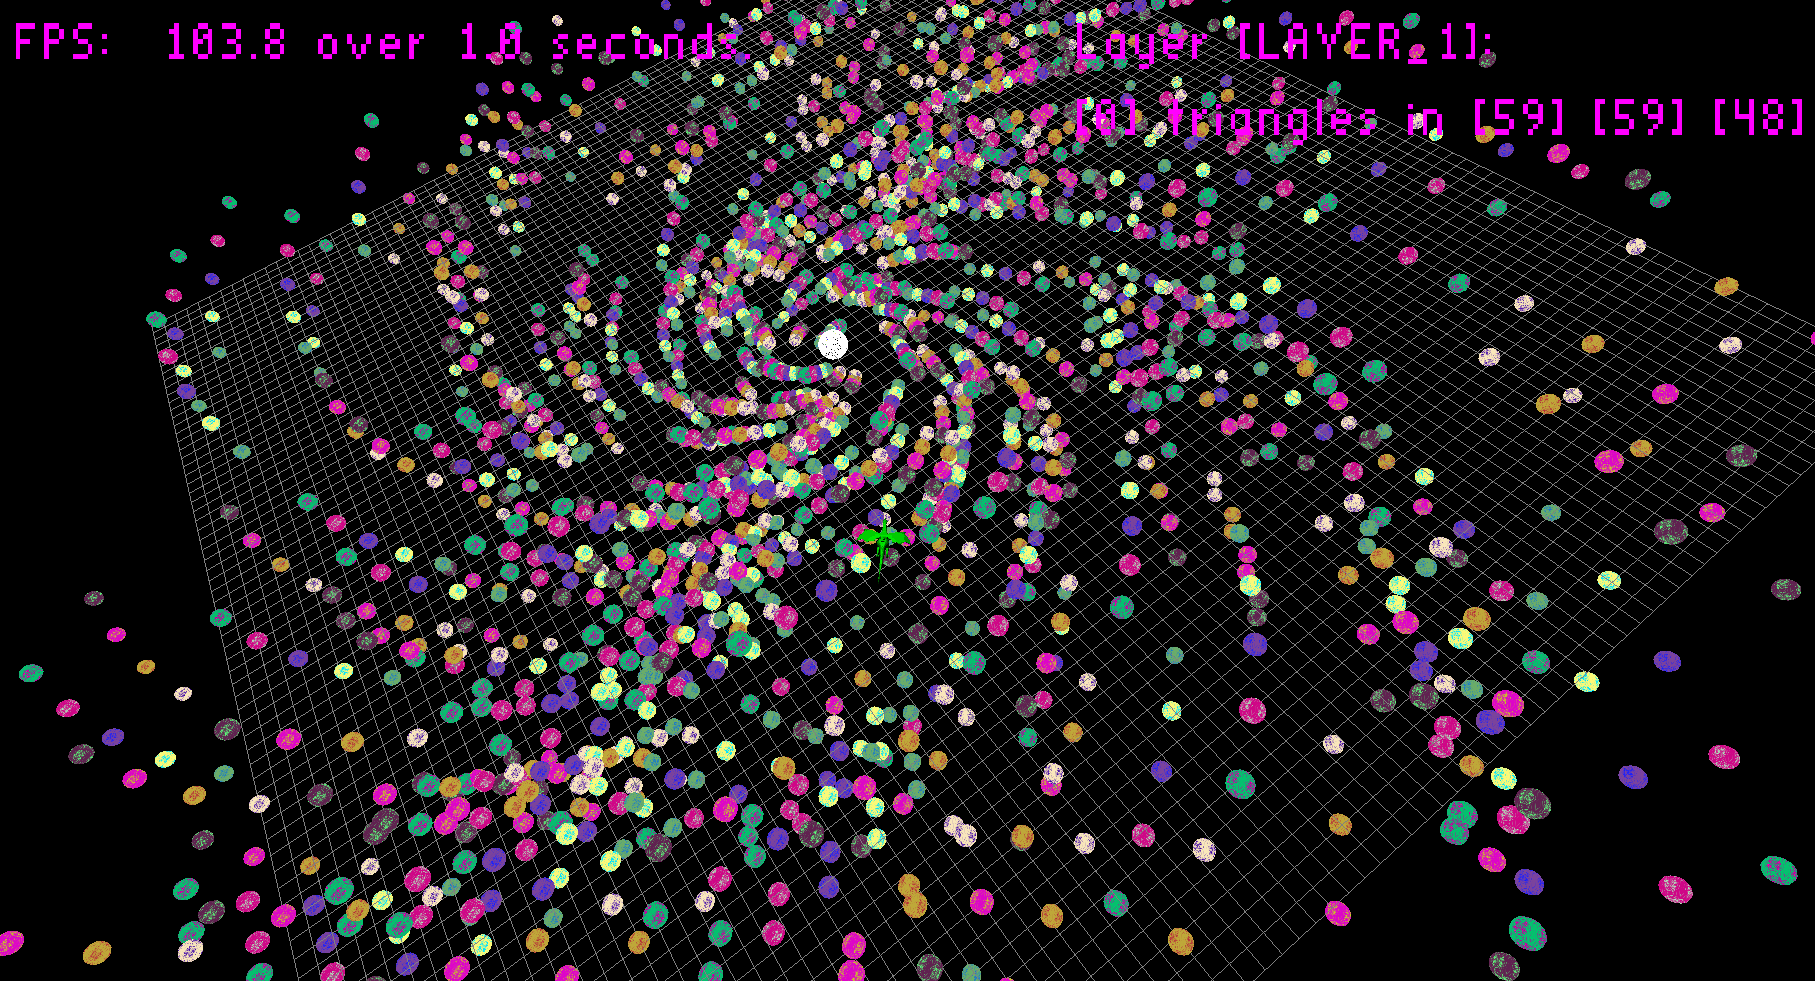 FPS:  103.8 over 1.0 seconds
Layer [LAYER_1]:
[0] triangles in [59] [59] [48]